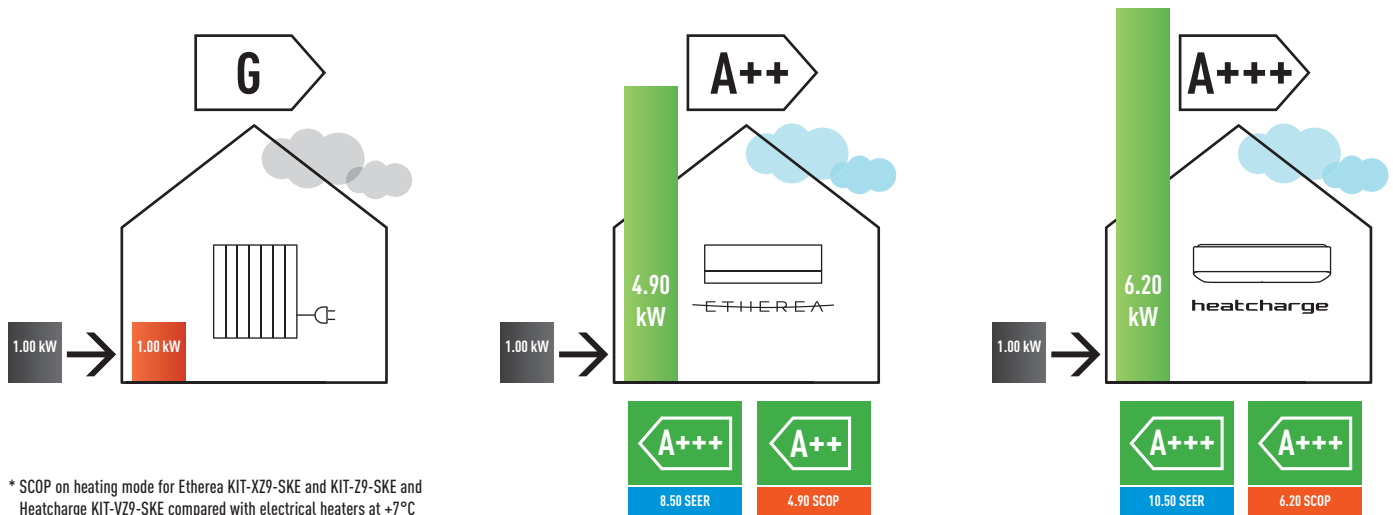 G
1.00 kW
1.00 kW
A++
4.90
kW
ETHEREA
1.00 kW
A+++
8.50 SEER
A++
4.90 SCOP
A+++
6.20
kW
heatcharge
1.00 kW
A+++
10.50 SEER
A+++
6.20 SCOP
* SCOP on heating mode for Etherea KIT-XZ9-SKE and KIT-Z9-SKE and
Heatcharge KIT-VZ9-SKE compared with electrical heaters at +7°C